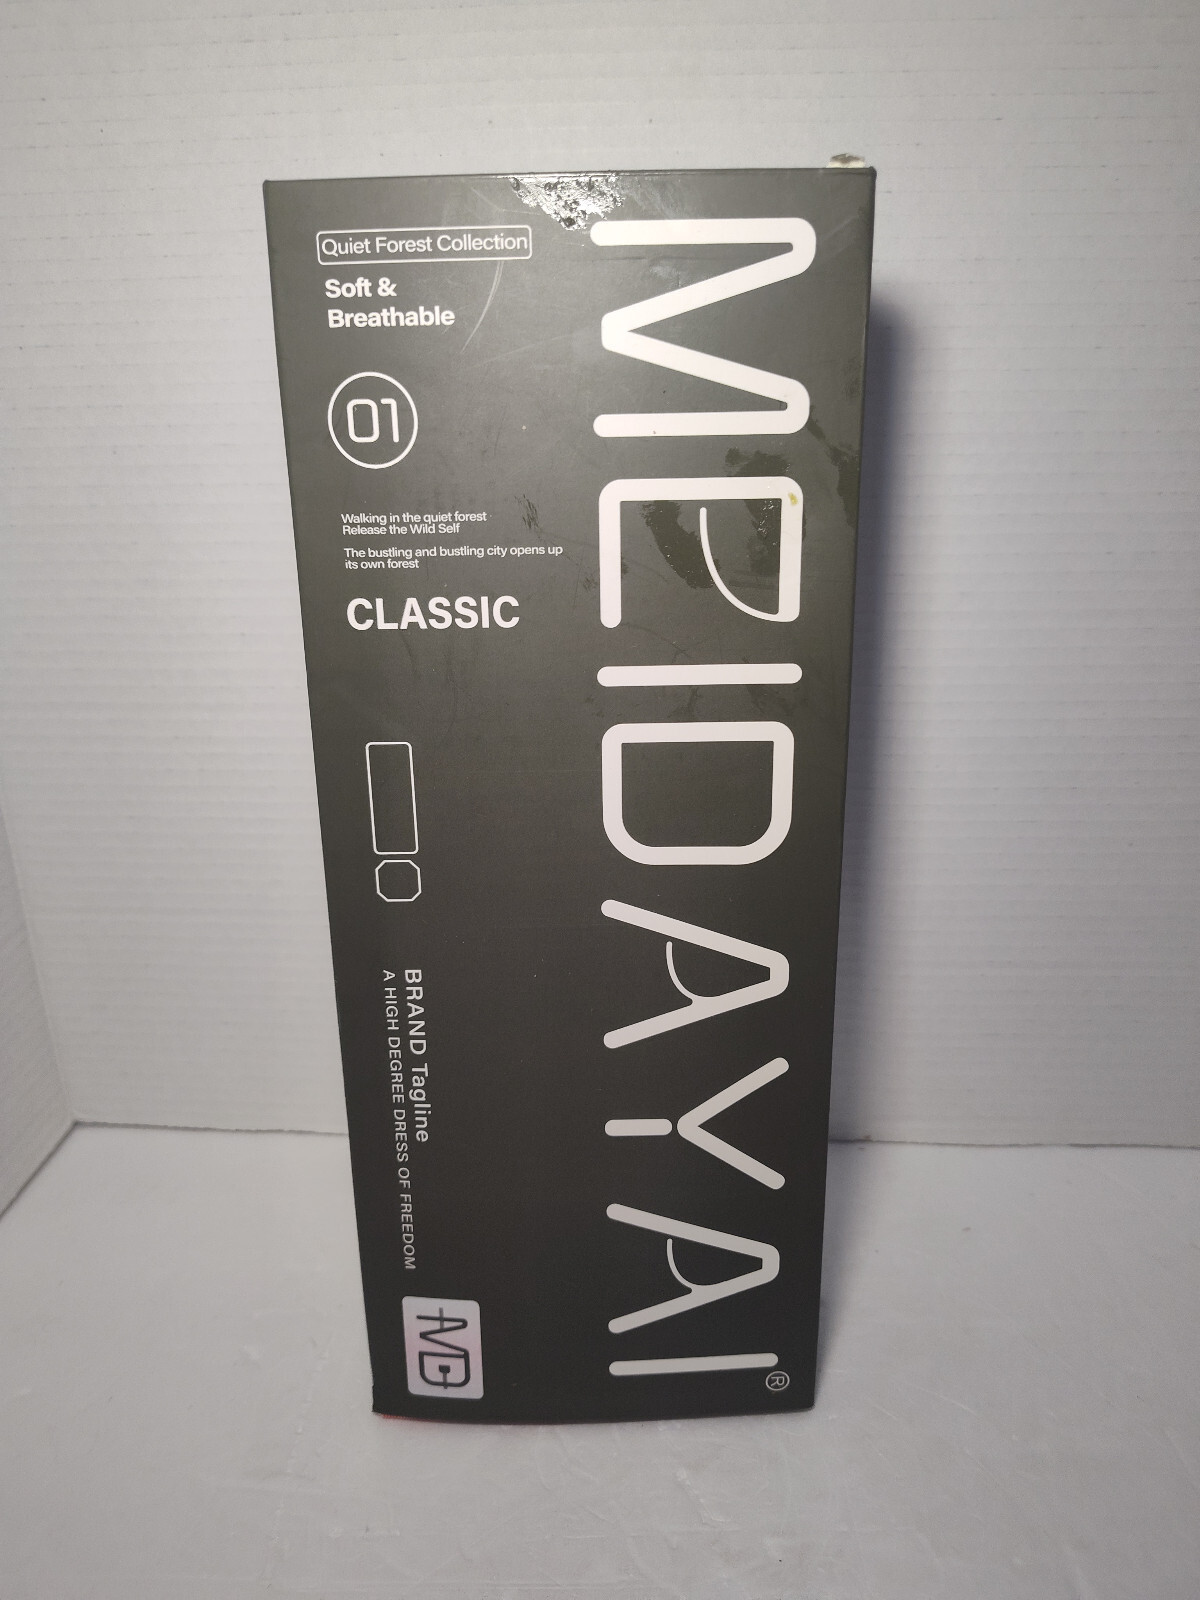 Quiet Forest Collection
Soft &
Breathable
01
Walking in the quiet forest
Release the Wild Self
The bustling and bustling city opens up
its own forest
CLASSIC
BRAND Tagline
A HIGH DEGREE DRESS OF FREEDOM
MD
MEIDAYAI®